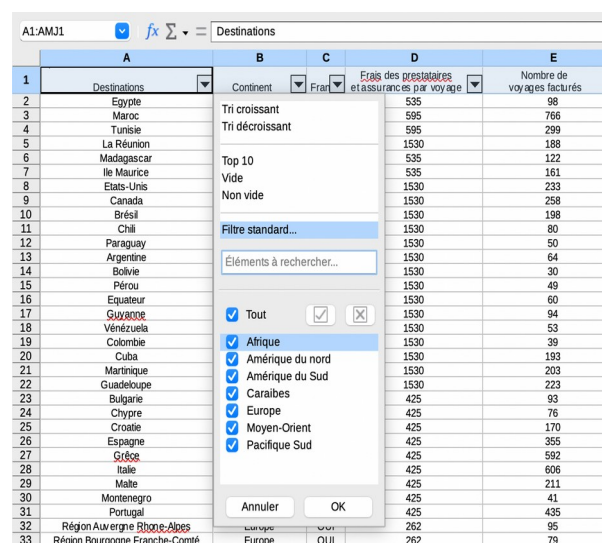 A1:AMJ1 fx Σ = Destinations
A B C D E
1 Destinations Continent Fran Frais des prestataires et assurances par voyage Nombre de voyages facturés
2 Egypte 535 98
3 Maroc 595 766
4 Tunisie 595 299
5 La Réunion 1530 188
6 Madagascar 535 122
7 Ile Maurice 535 161
8 Etats-Unis 1530 233
9 Canada 1530 258
10 Brésil 1530 198
11 Chili 1530 80
12 Paraguay 1530 50
13 Argentine 1530 64
14 Bolivie 1530 30
15 Pérou 1530 49
16 Equateur 1530 60
17 Guyanne 1530 94
18 Vénézuela 1530 53
19 Colombie 1530 39
20 Cuba 1530 193
21 Martinique 1530 203
22 Guadeloupe 1530 223
23 Bulgarie 425 93
24 Chypre 425 76
25 Croatie 425 170
26 Espagne 425 355
27 Grêce 425 592
28 Italie 425 606
29 Malte 425 211
30 Montenegro 425 41
31 Portugal 425 435
32 Région Auvergne Rhone-Alpes Europe OUI 262 95
33 Région Bourgogne Franche-Comté Europe OUI 262 79
Tri croissant
Tri décroissant
Top 10
Vide
Non vide
Filtre standard...
Éléments à rechercher...
Tout
Afrique
Amérique du nord
Amérique du Sud
Caraibes
Europe
Moyen-Orient
Pacifique Sud
Annuler OK